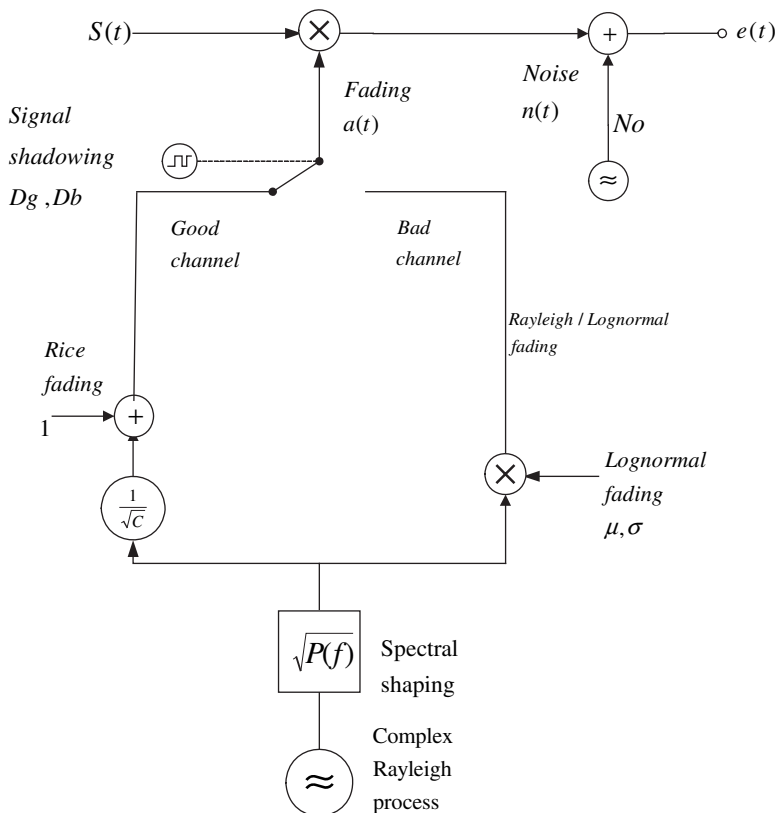 S(t)
×
+
e(t)
Fading
a(t)
Noise
n(t)
No
≈
Signal
shadowing
Dg ,Db
Good
channel
Bad
channel
Rayleigh / Lognormal
fading
Rice
fading
1
+
1/√C
×
Lognormal
fading
μ,σ
√P(f)
Spectral
shaping
≈
Complex
Rayleigh
process